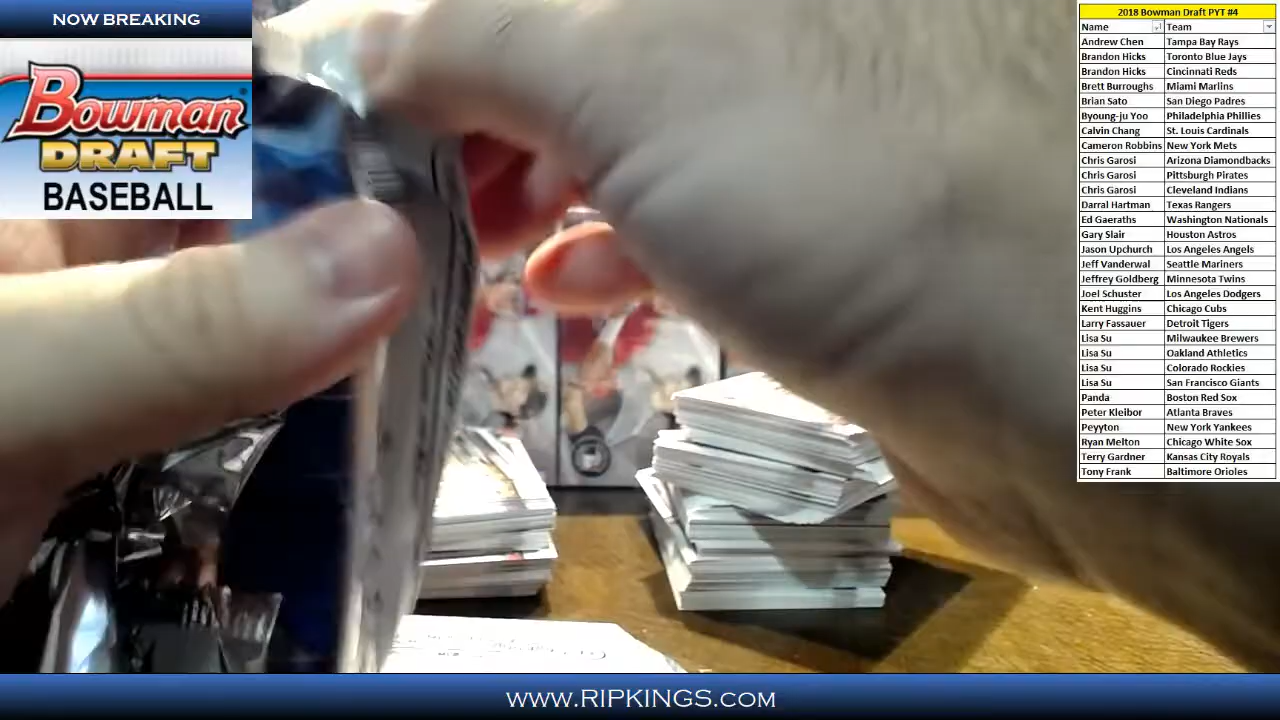 NOW BREAKING
Bowman
DRAFT
BASEBALL
2018 Bowman Draft PYT #4
Name Team
Andrew Chen Tampa Bay Rays
Brandon Hicks Toronto Blue Jays
Brandon Hicks Cincinnati Reds
Brett Burroughs Miami Marlins
Brian Sato San Diego Padres
Byoung-ju Yoo Philadelphia Phillies
Calvin Chang St. Louis Cardinals
Cameron Robbins New York Mets
Chris Garosi Arizona Diamondbacks
Chris Garosi Pittsburgh Pirates
Chris Garosi Cleveland Indians
Darral Hartman Texas Rangers
Ed Gaeraths Washington Nationals
Gary Slair Houston Astros
Jason Upchurch Los Angeles Angels
Jeff Vanderwal Seattle Mariners
Jeffrey Goldberg Minnesota Twins
Joel Schuster Los Angeles Dodgers
Kent Huggins Chicago Cubs
Larry Fassauer Detroit Tigers
Lisa Su Milwaukee Brewers
Lisa Su Oakland Athletics
Lisa Su Colorado Rockies
Lisa Su San Francisco Giants
Panda Boston Red Sox
Peter Kleibor Atlanta Braves
Peyyton New York Yankees
Ryan Melton Chicago White Sox
Terry Gardner Kansas City Royals
Tony Frank Baltimore Orioles
WWW.RIPKINGS.COM